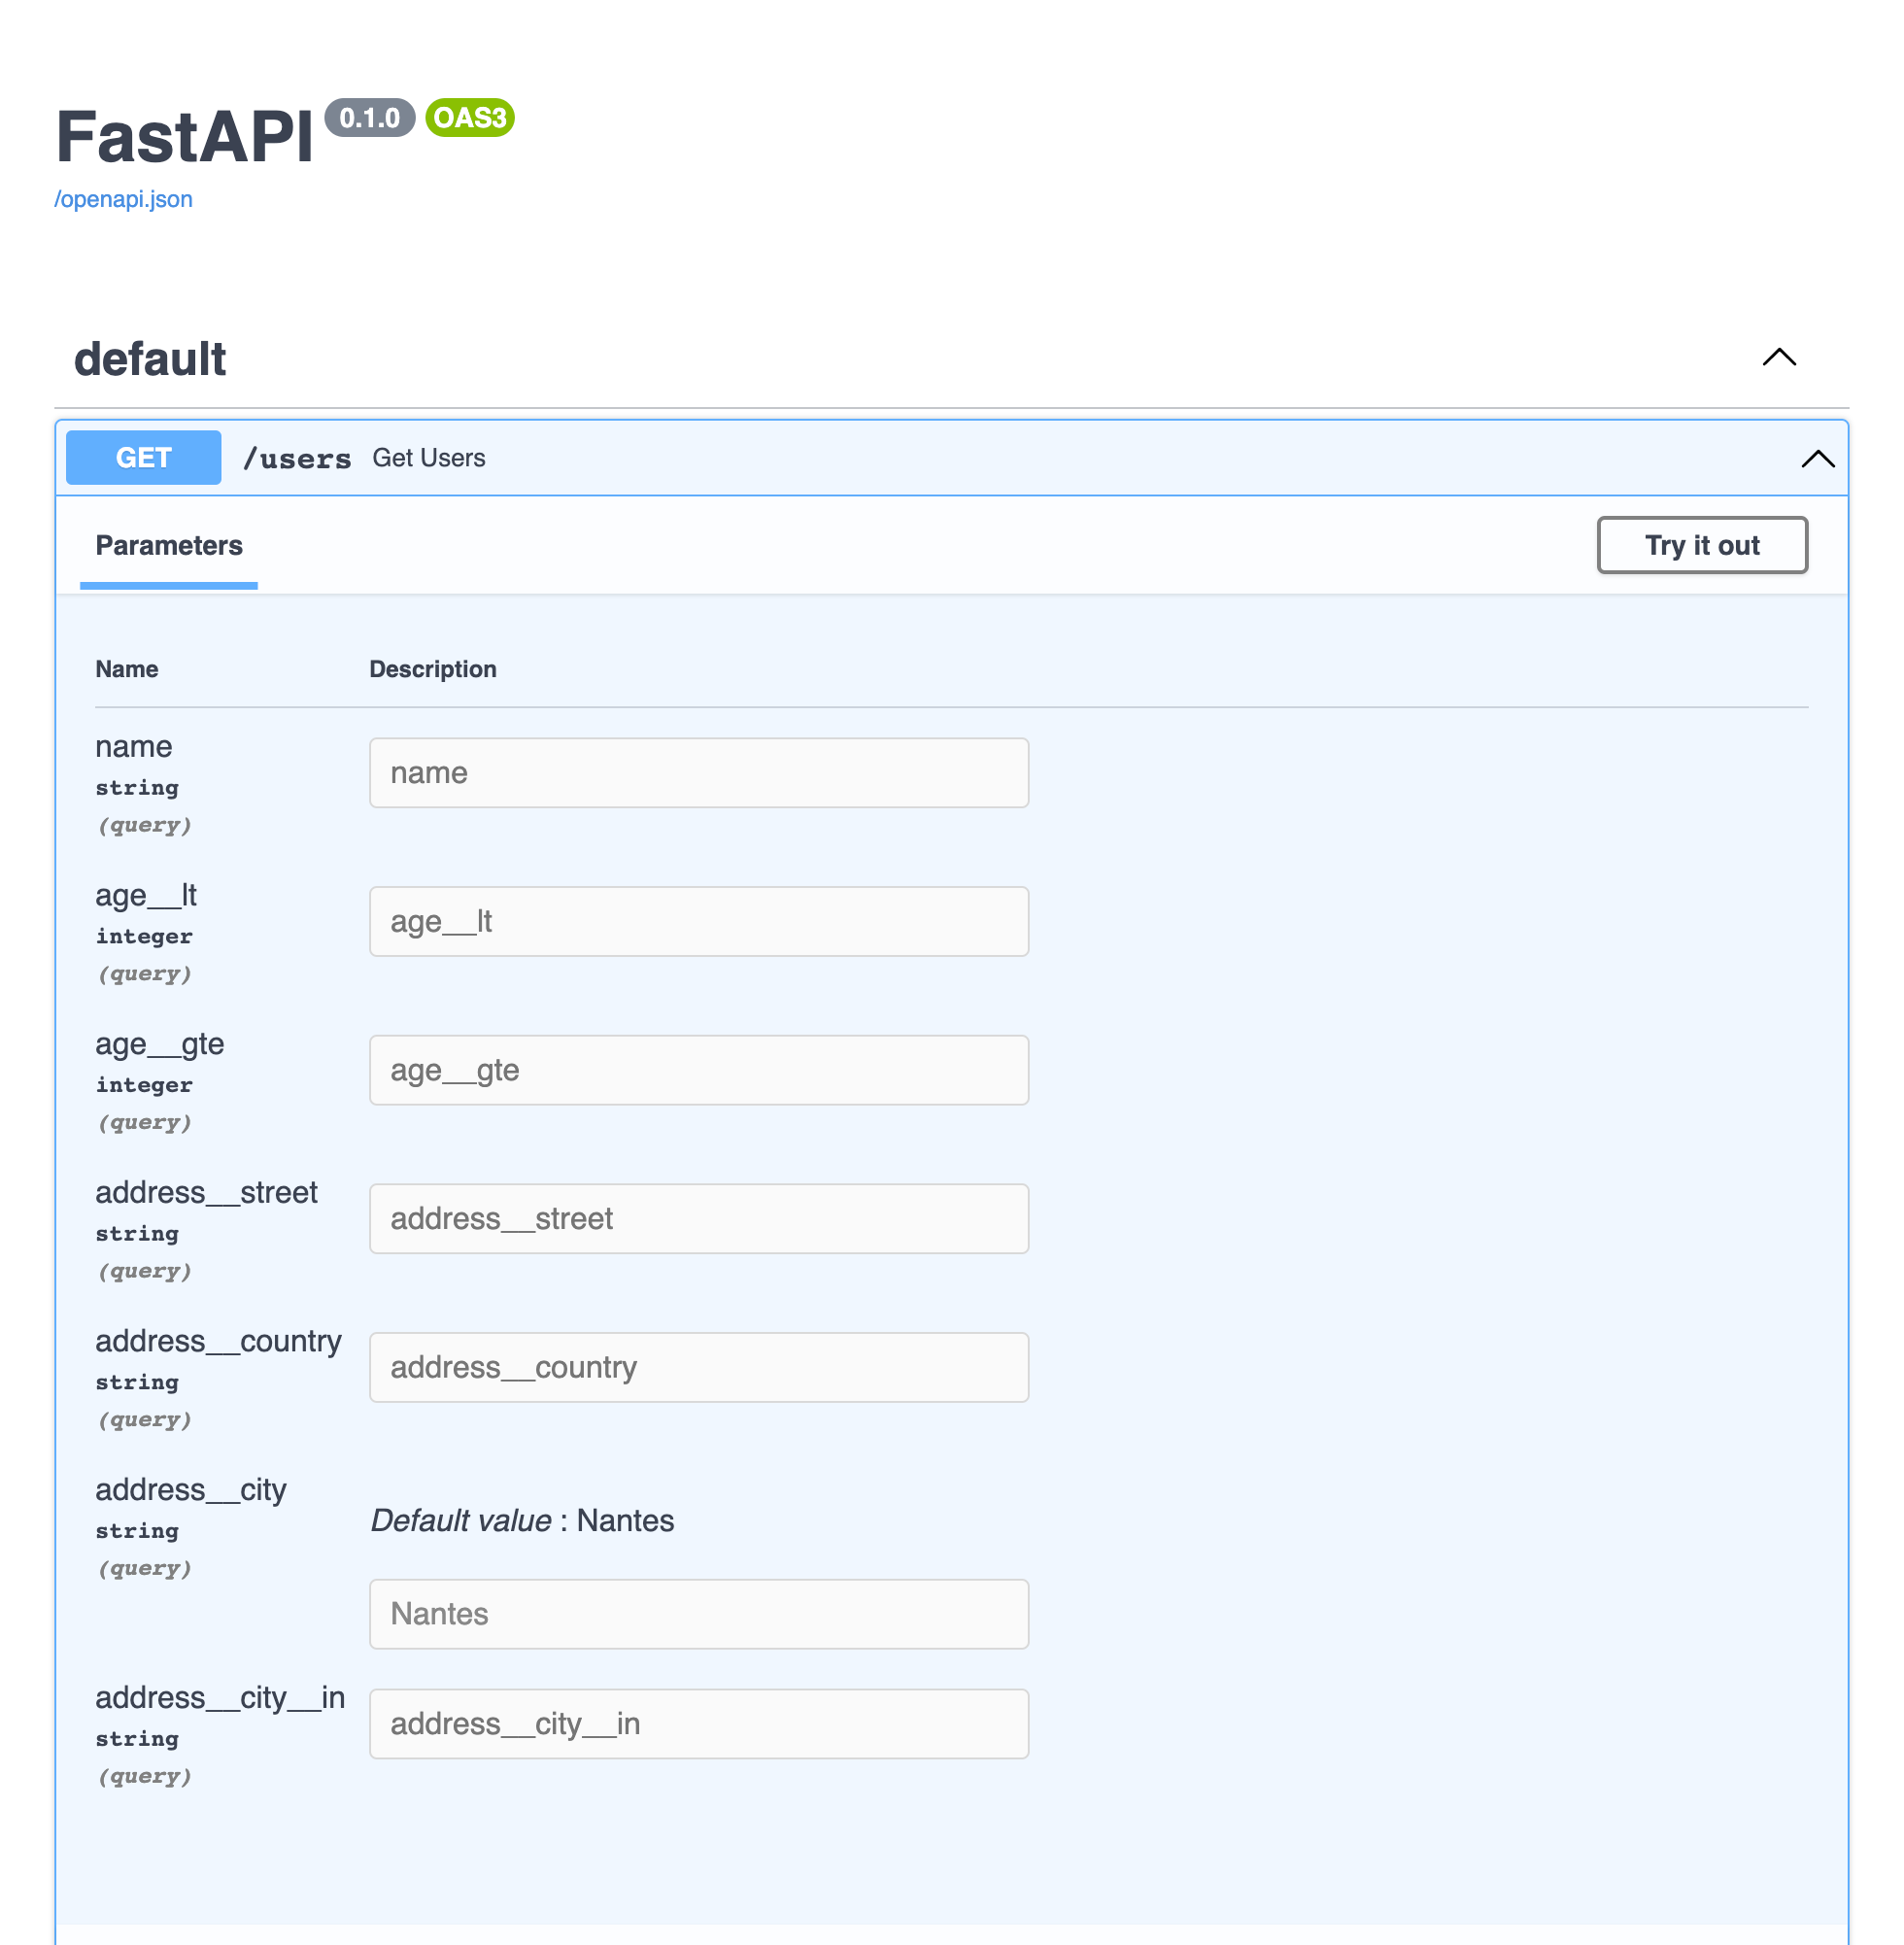 FastAPI 0.1.0 OAS3
/openapi.json
default
GET /users Get Users
Parameters Try it out
Name Description
name name
string
(query)
age__lt age__lt
integer
(query)
age__gte age__gte
integer
(query)
address__street address__street
string
(query)
address__country address__country
string
(query)
address__city
string Default value : Nantes
(query)
Nantes
address__city__in address__city__in
string
(query)